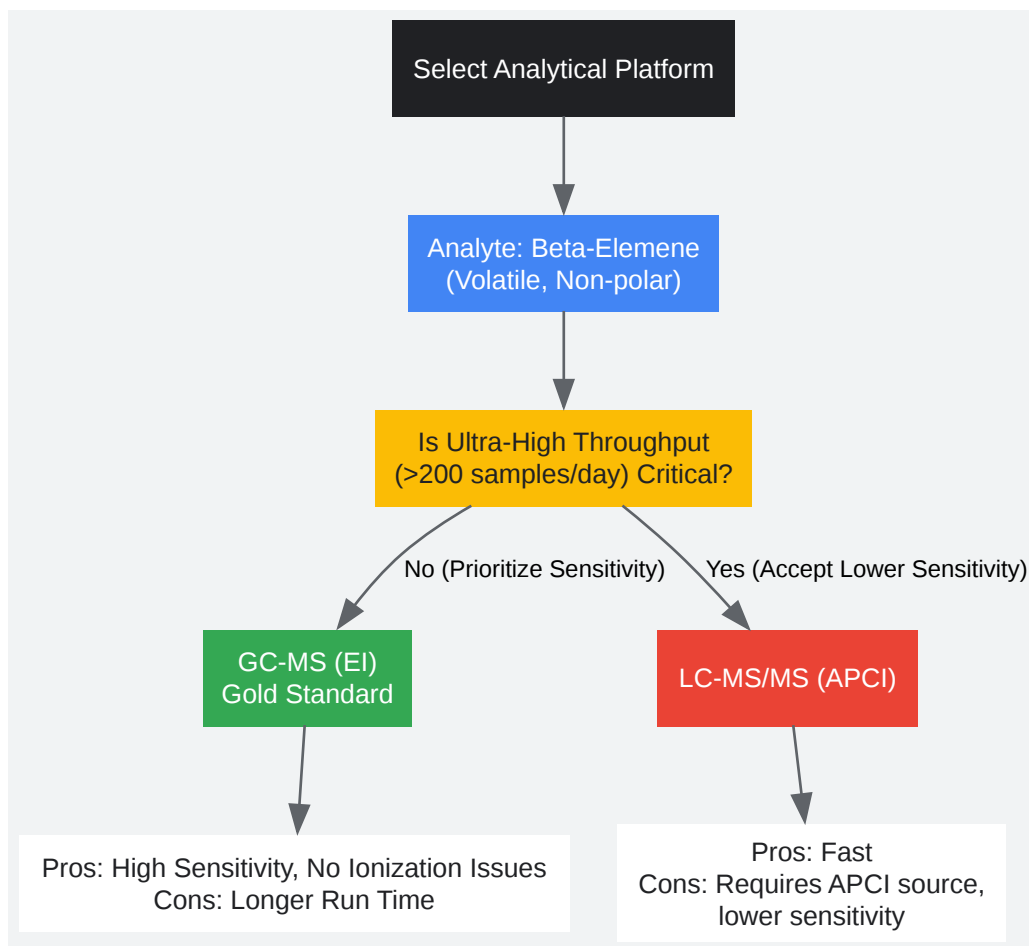 Select Analytical Platform
Analyte: Beta-Elemene
(Volatile, Non-polar)
Is Ultra-High Throughput
(>200 samples/day) Critical?
No (Prioritize Sensitivity)
Yes (Accept Lower Sensitivity)
GC-MS (EI)
Gold Standard
LC-MS/MS (APCI)
Pros: High Sensitivity, No Ionization Issues
Cons: Longer Run Time
Pros: Fast
Cons: Requires APCI source,
lower sensitivity